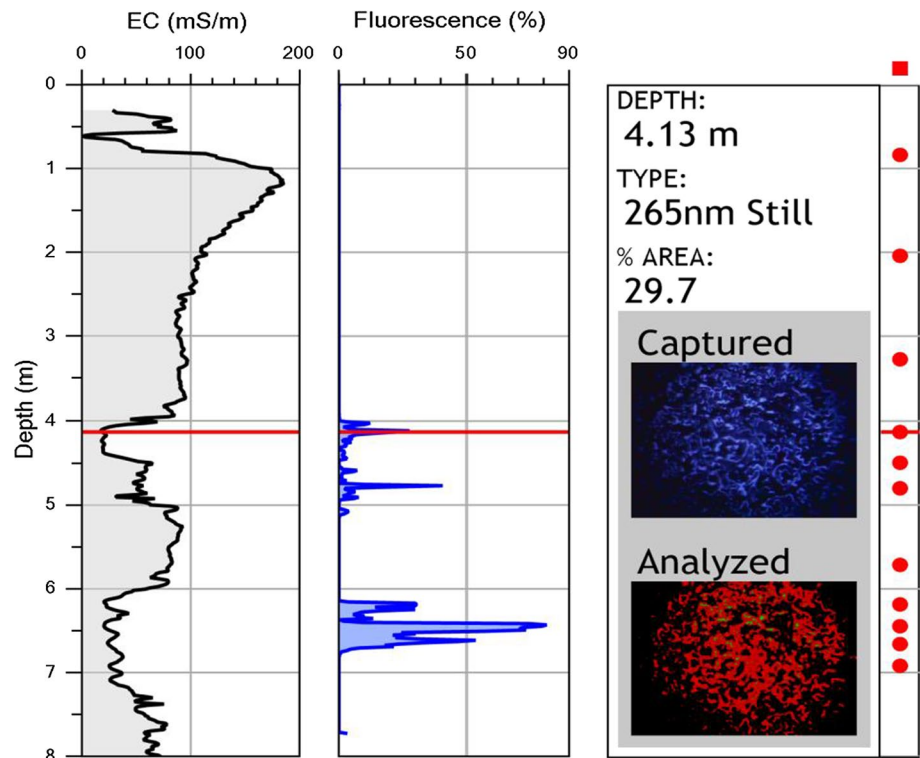 EC (mS/m)
Fluorescence (%)
0 100 200
0 50 90
Depth (m)
0
1
2
3
4
5
6
7
8
DEPTH:
4.13 m
TYPE:
265nm Still
% AREA:
29.7
Captured
Analyzed